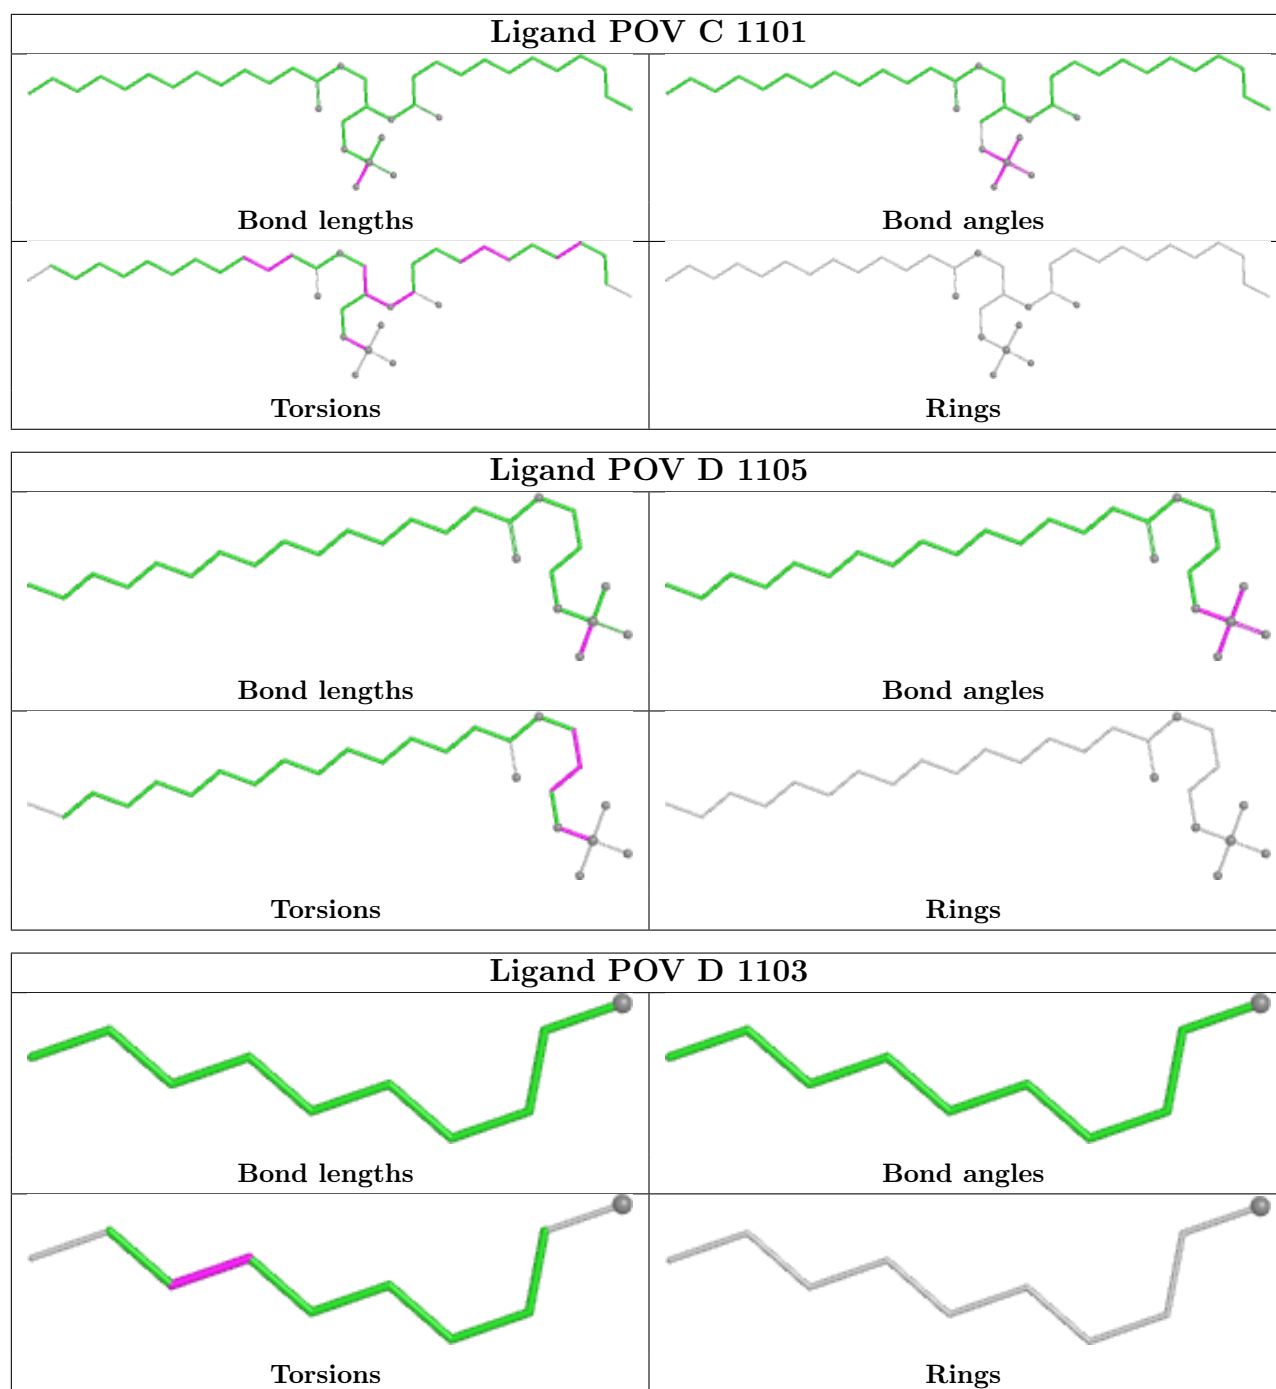 Ligand POV C 1101
Bond lengths
Bond angles
Torsions
Rings
Ligand POV D 1105
Bond lengths
Bond angles
Torsions
Rings
Ligand POV D 1103
Bond lengths
Bond angles
Torsions
Rings